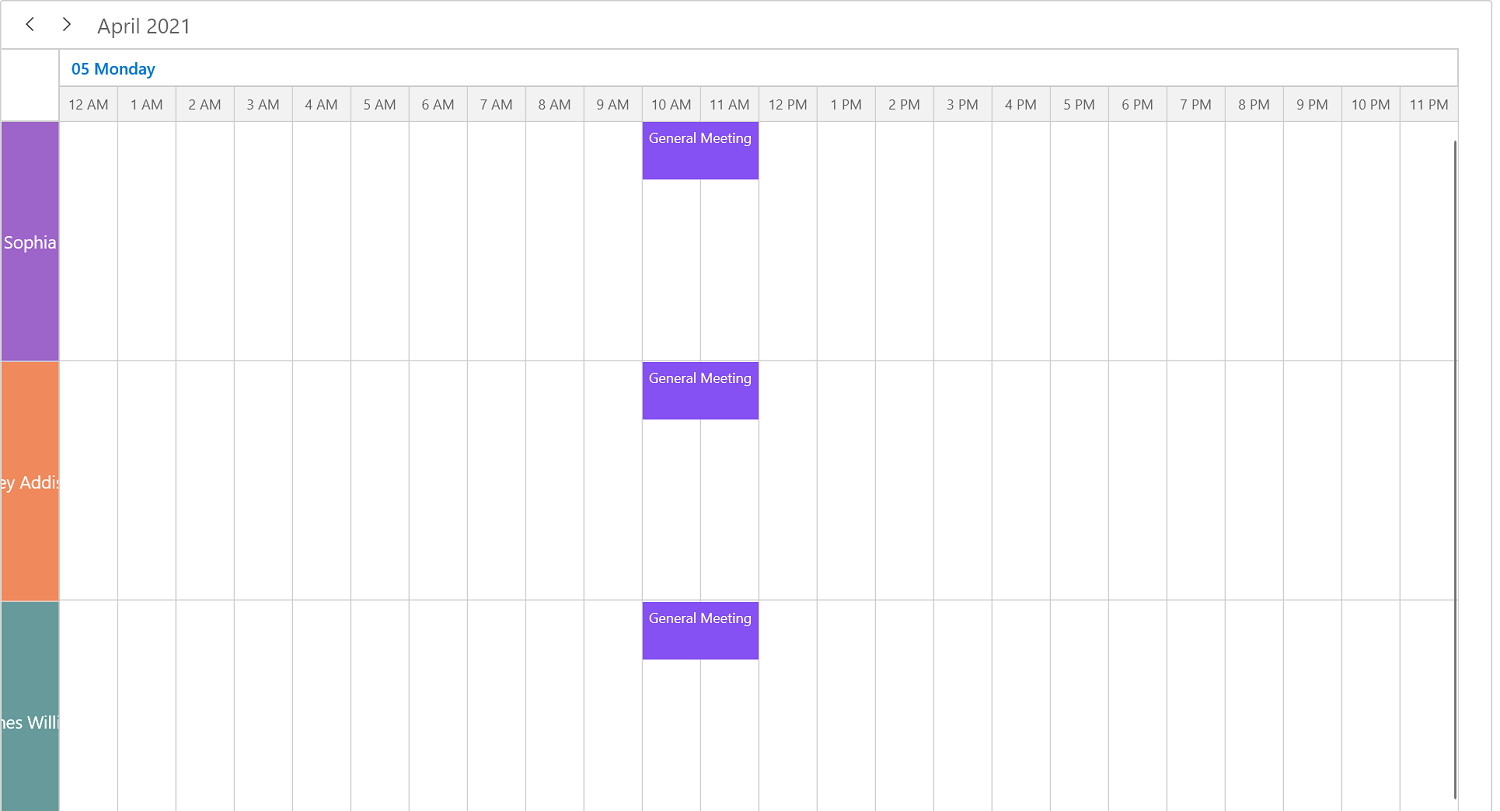 April 2021
05 Monday
12 AM 1 AM 2 AM 3 AM 4 AM 5 AM 6 AM 7 AM 8 AM 9 AM 10 AM 11 AM 12 PM 1 PM 2 PM 3 PM 4 PM 5 PM 6 PM 7 PM 8 PM 9 PM 10 PM 11 PM
General Meeting
Sophia
General Meeting
ey Addis
General Meeting
nes Willi